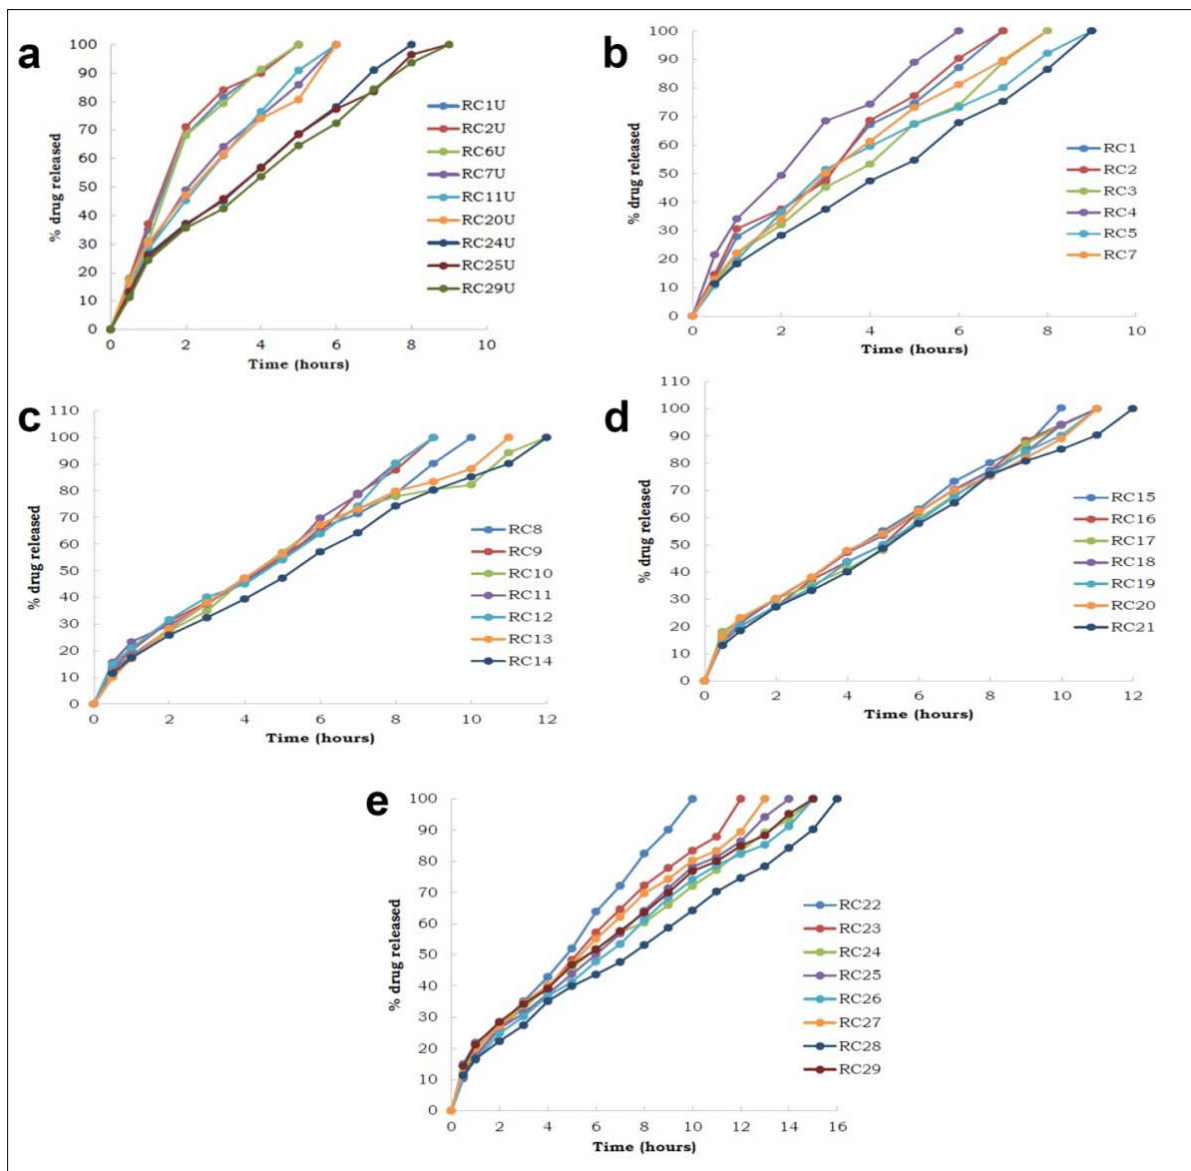 a
100
90
80
70
60
50
40
30
20
10
0
% drug released
0 2 4 6 8 10
Time (hours)
RC1U
RC2U
RC6U
RC7U
RC11U
RC20U
RC24U
RC25U
RC29U
b
100
90
80
70
60
50
40
30
20
10
0
% drug released
0 2 4 6 8 10
Time (hours)
RC1
RC2
RC3
RC4
RC5
RC7
c
110
100
90
80
70
60
50
40
30
20
10
0
% drug released
0 2 4 6 8 10 12
Time (hours)
RC8
RC9
RC10
RC11
RC12
RC13
RC14
d
110
100
90
80
70
60
50
40
30
20
10
0
% drug released
0 2 4 6 8 10 12
Time (hours)
RC15
RC16
RC17
RC18
RC19
RC20
RC21
e
100
90
80
70
60
50
40
30
20
10
0
% drug released
0 2 4 6 8 10 12 14 16
Time (hours)
RC22
RC23
RC24
RC25
RC26
RC27
RC28
RC29